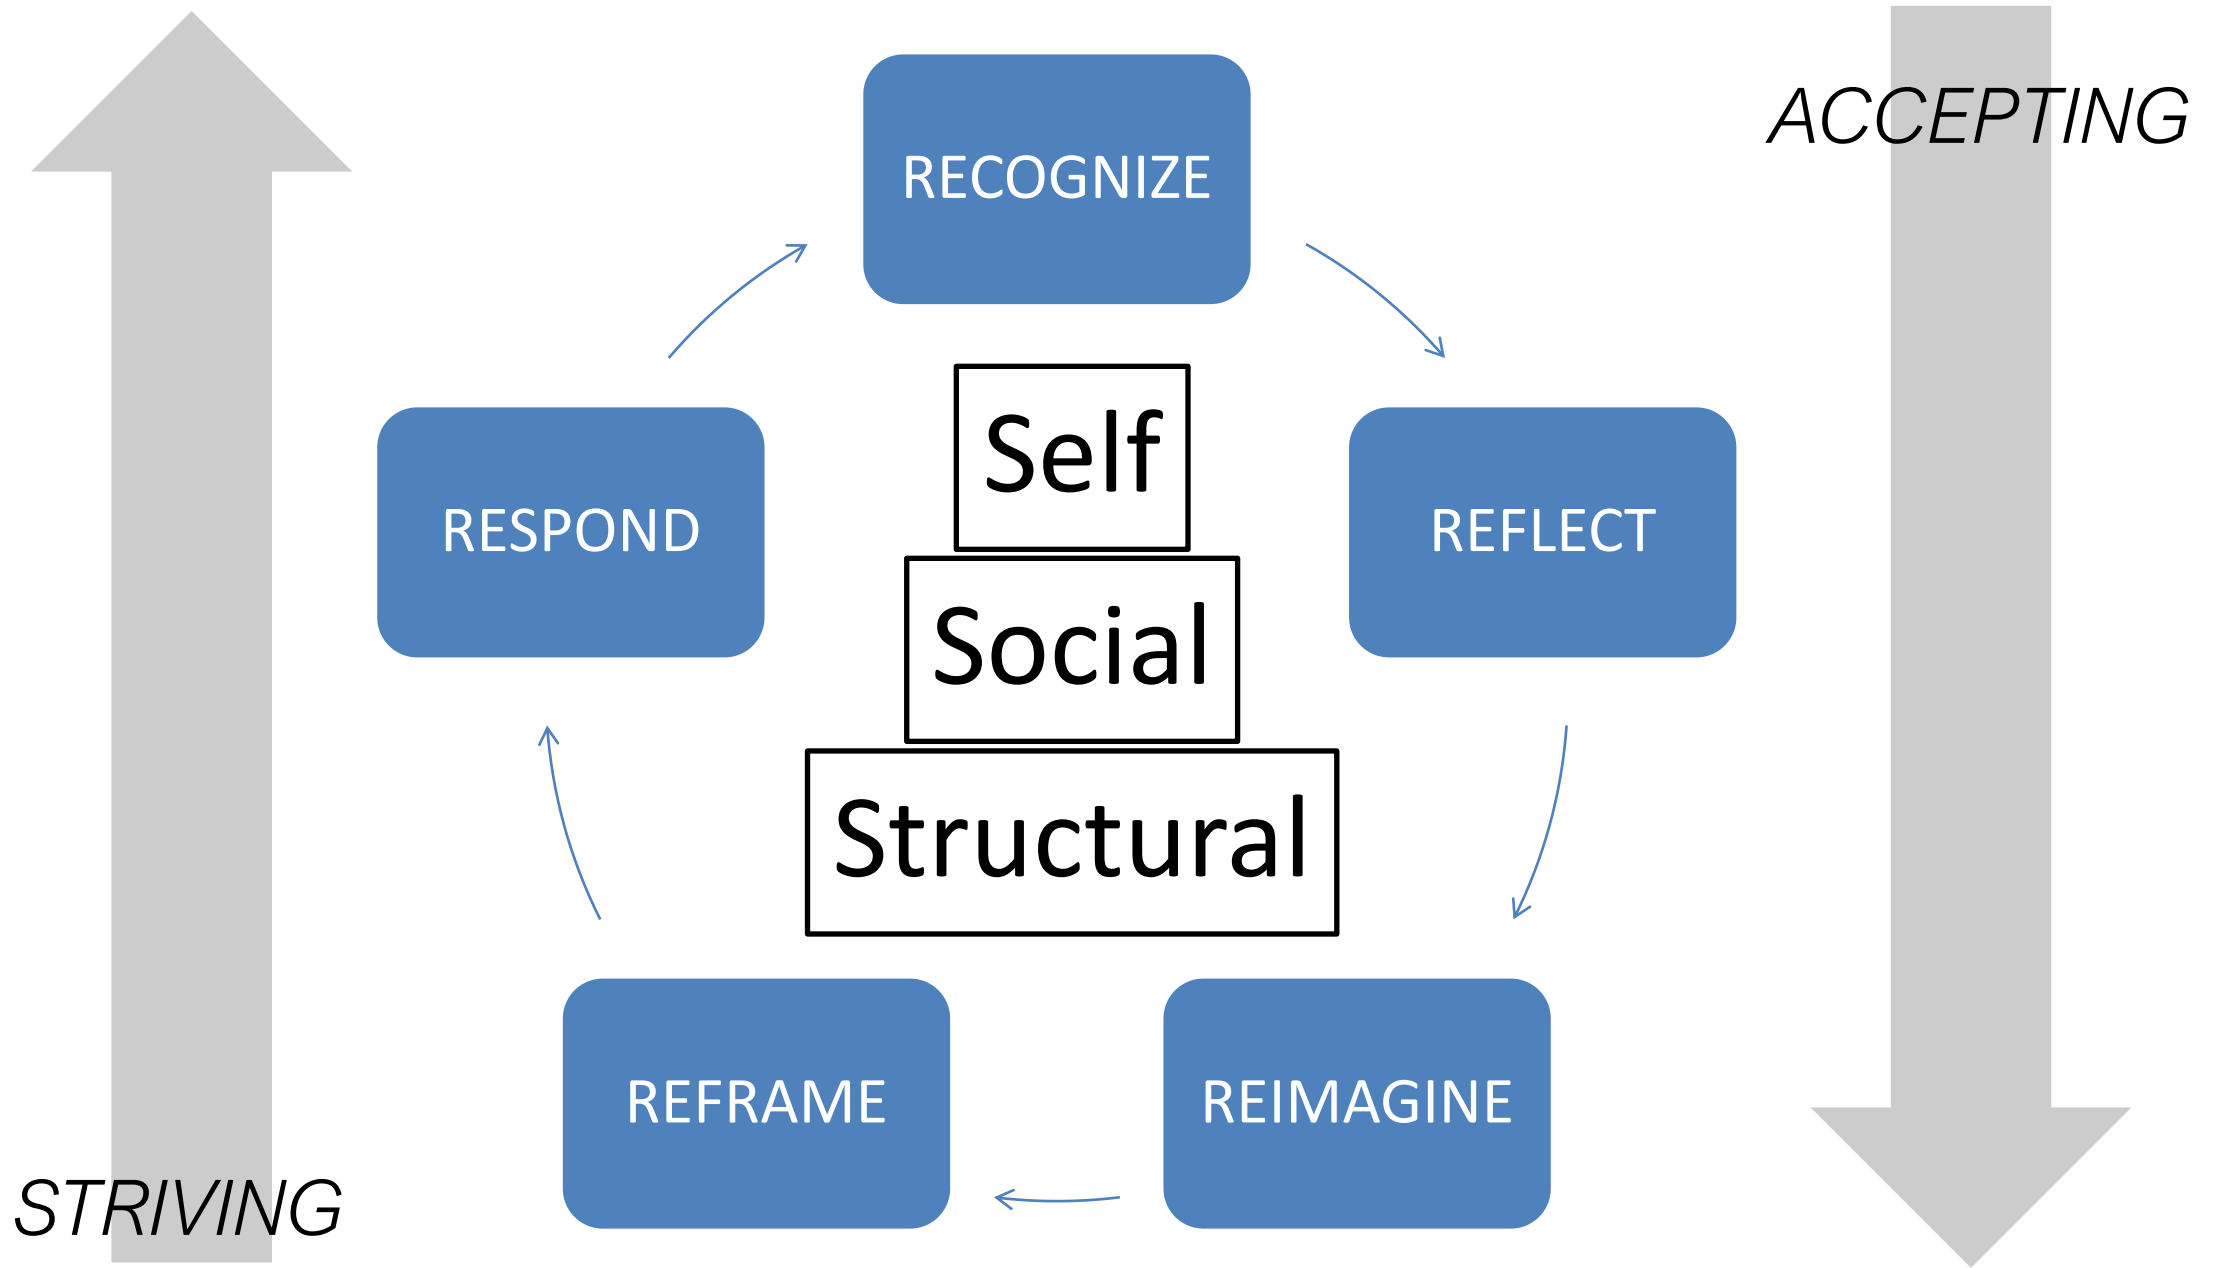 ACCEPTING
RECOGNIZE
Self
RESPOND
REFLECT
Social
Structural
REFRAME
REIMAGINE
STRIVING